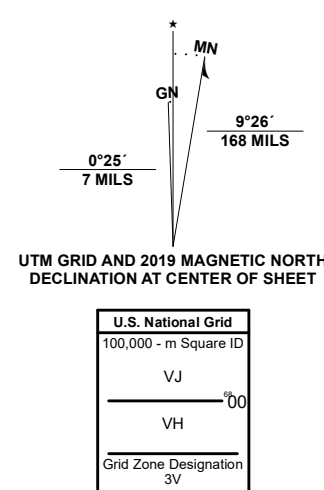 ★
MN
GN
9°26´
168 MILS
0°25´
7 MILS
UTM GRID AND 2019 MAGNETIC NORTH
DECLINATION AT CENTER OF SHEET
U.S. National Grid
100,000 - m Square ID
VJ
6800
VH
Grid Zone Designation
3V